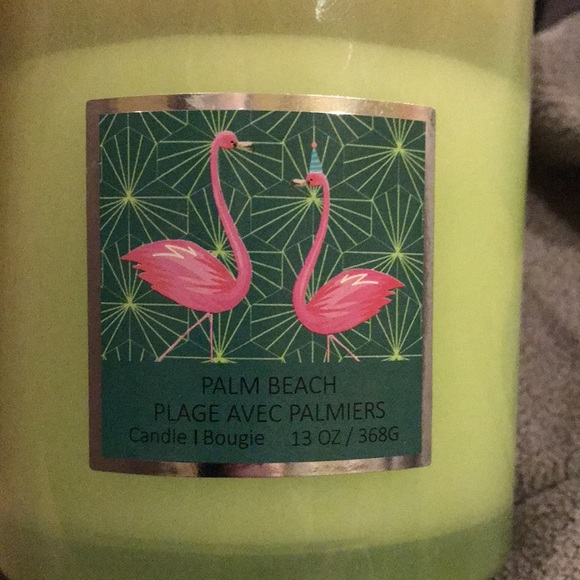 PALM BEACH
PLAGE AVEC PALMIERS
Candle | Bougie 13 OZ / 368G